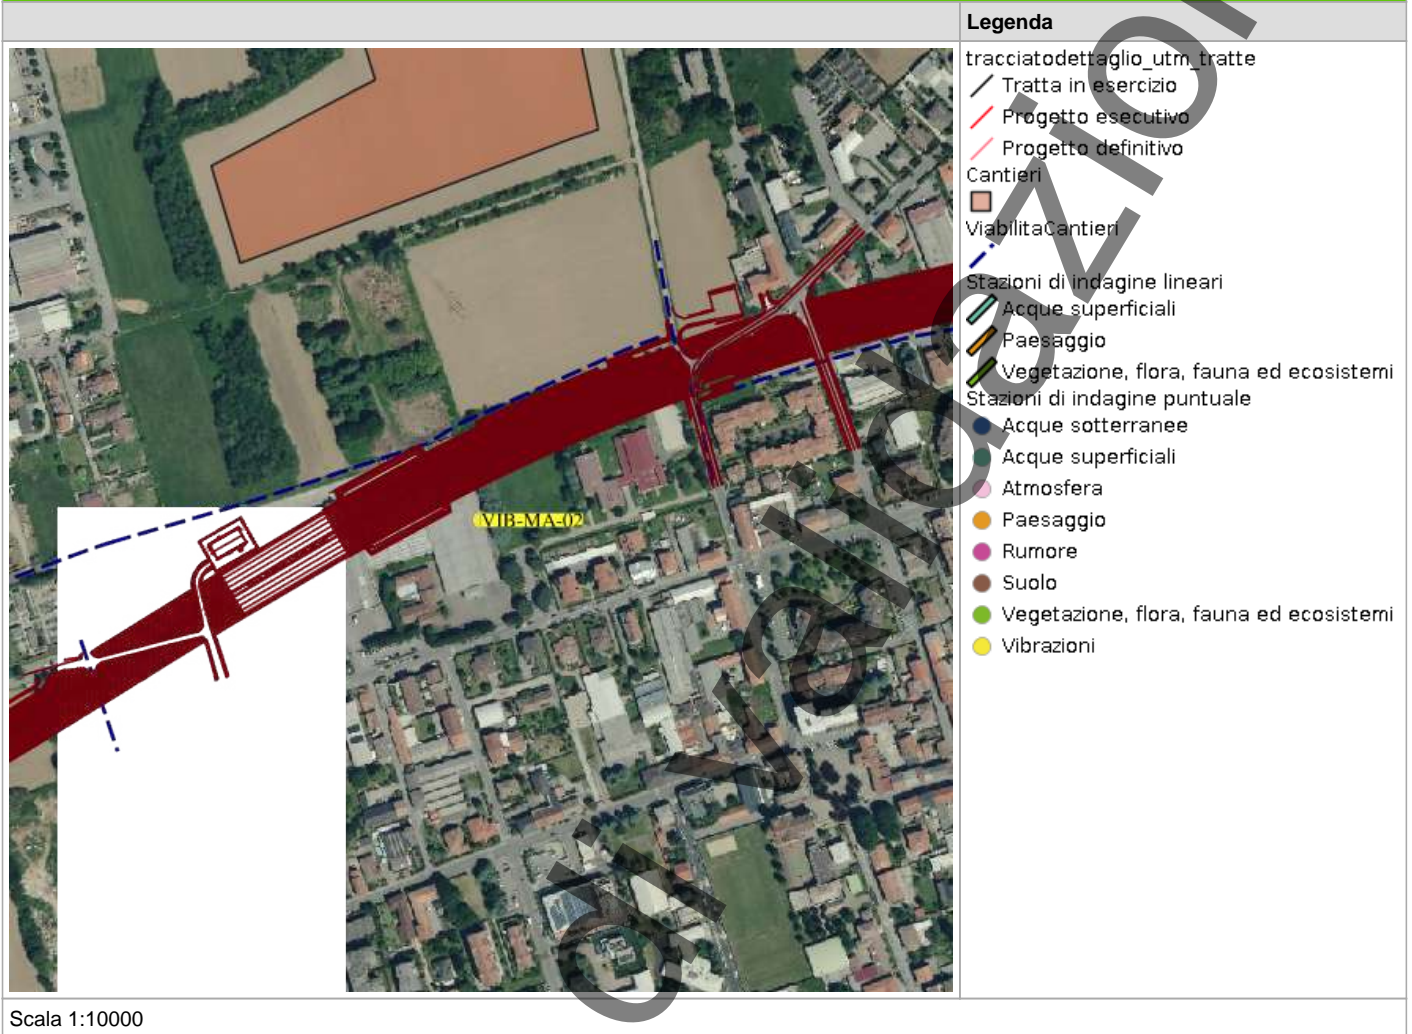 Legenda
tracciatodettaglio_utm_tratte
Tratta in esercizio
Progetto esecutivo
Progetto definitivo
Cantieri
ViabilitaCantieri
Stazioni di indagine lineari
Acque superficiali
Paesaggio
Vegetazione, flora, fauna ed ecosistemi
Stazioni di indagine puntuale
Acque sotterranee
Acque superficiali
Atmosfera
Paesaggio
Rumore
Suolo
Vegetazione, flora, fauna ed ecosistemi
Vibrazioni
VIB-MA-02
di validazion
Scala 1:10000